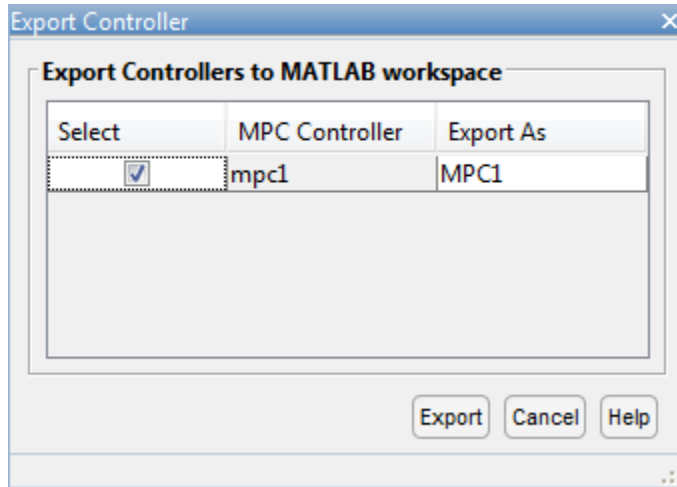 Export Controller
Export Controllers to MATLAB workspace
Select MPC Controller Export As
mpc1 MPC1
Export Cancel Help